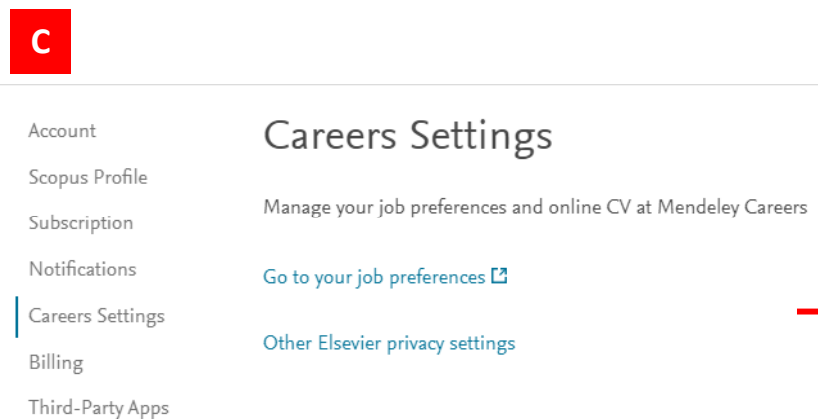 C
Account
Scopus Profile
Subscription
Notifications
Careers Settings
Billing
Third-Party Apps
Careers Settings
Manage your job preferences and online CV at Mendeley Careers
Go to your job preferences
Other Elsevier privacy settings